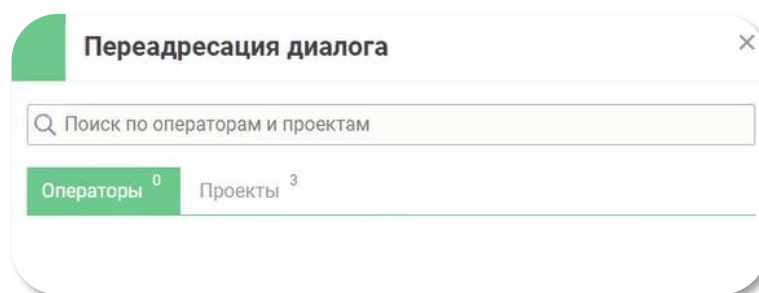 Переадресация диалога
Поиск по операторам и проектам
Операторы 0 Проекты 3